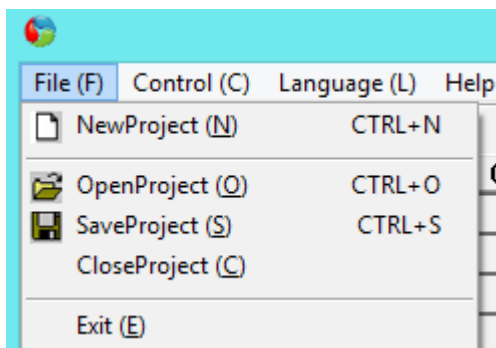 File (F) Control (C) Language (L) Help
NewProject (N) CTRL+N
OpenProject (O) CTRL+O
SaveProject (S) CTRL+S
CloseProject (C)
Exit (E)